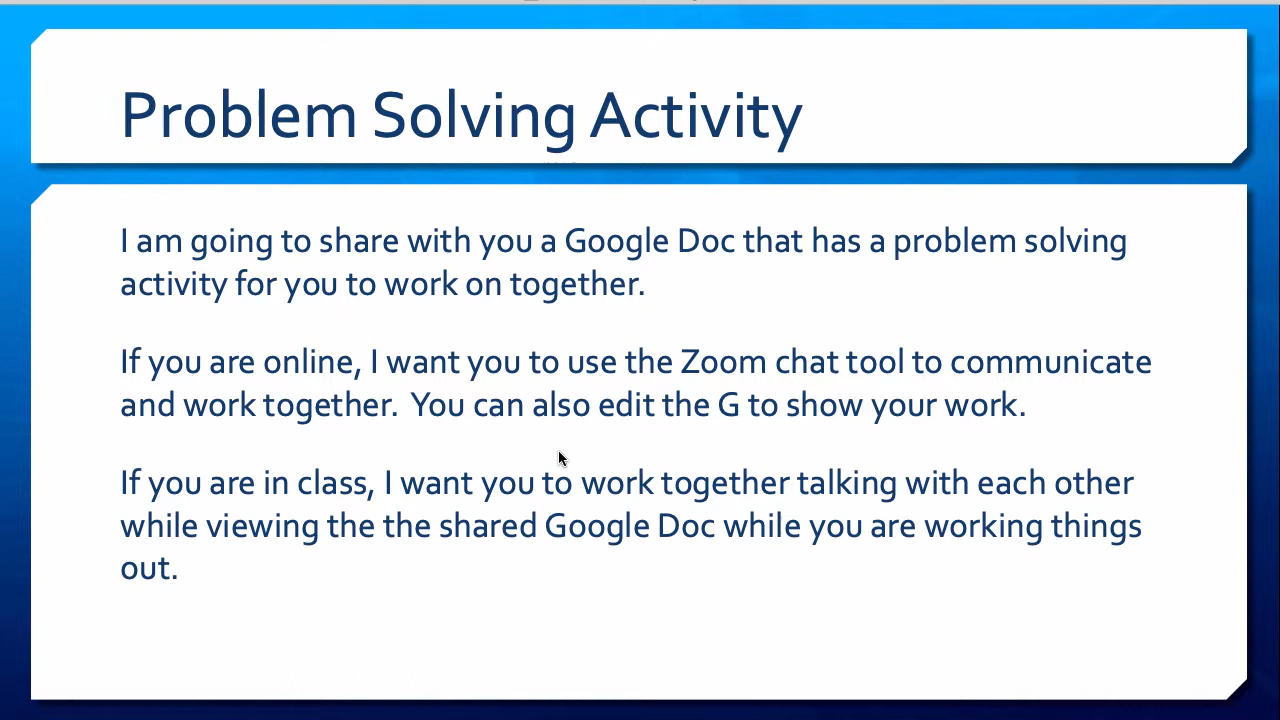 Problem Solving Activity
I am going to share with you a Google Doc that has a problem solving
activity for you to work on together.
If you are online, I want you to use the Zoom chat tool to communicate
and work together.  You can also edit the G to show your work.
If you are in class, I want you to work together talking with each other
while viewing the the shared Google Doc while you are working things
out.